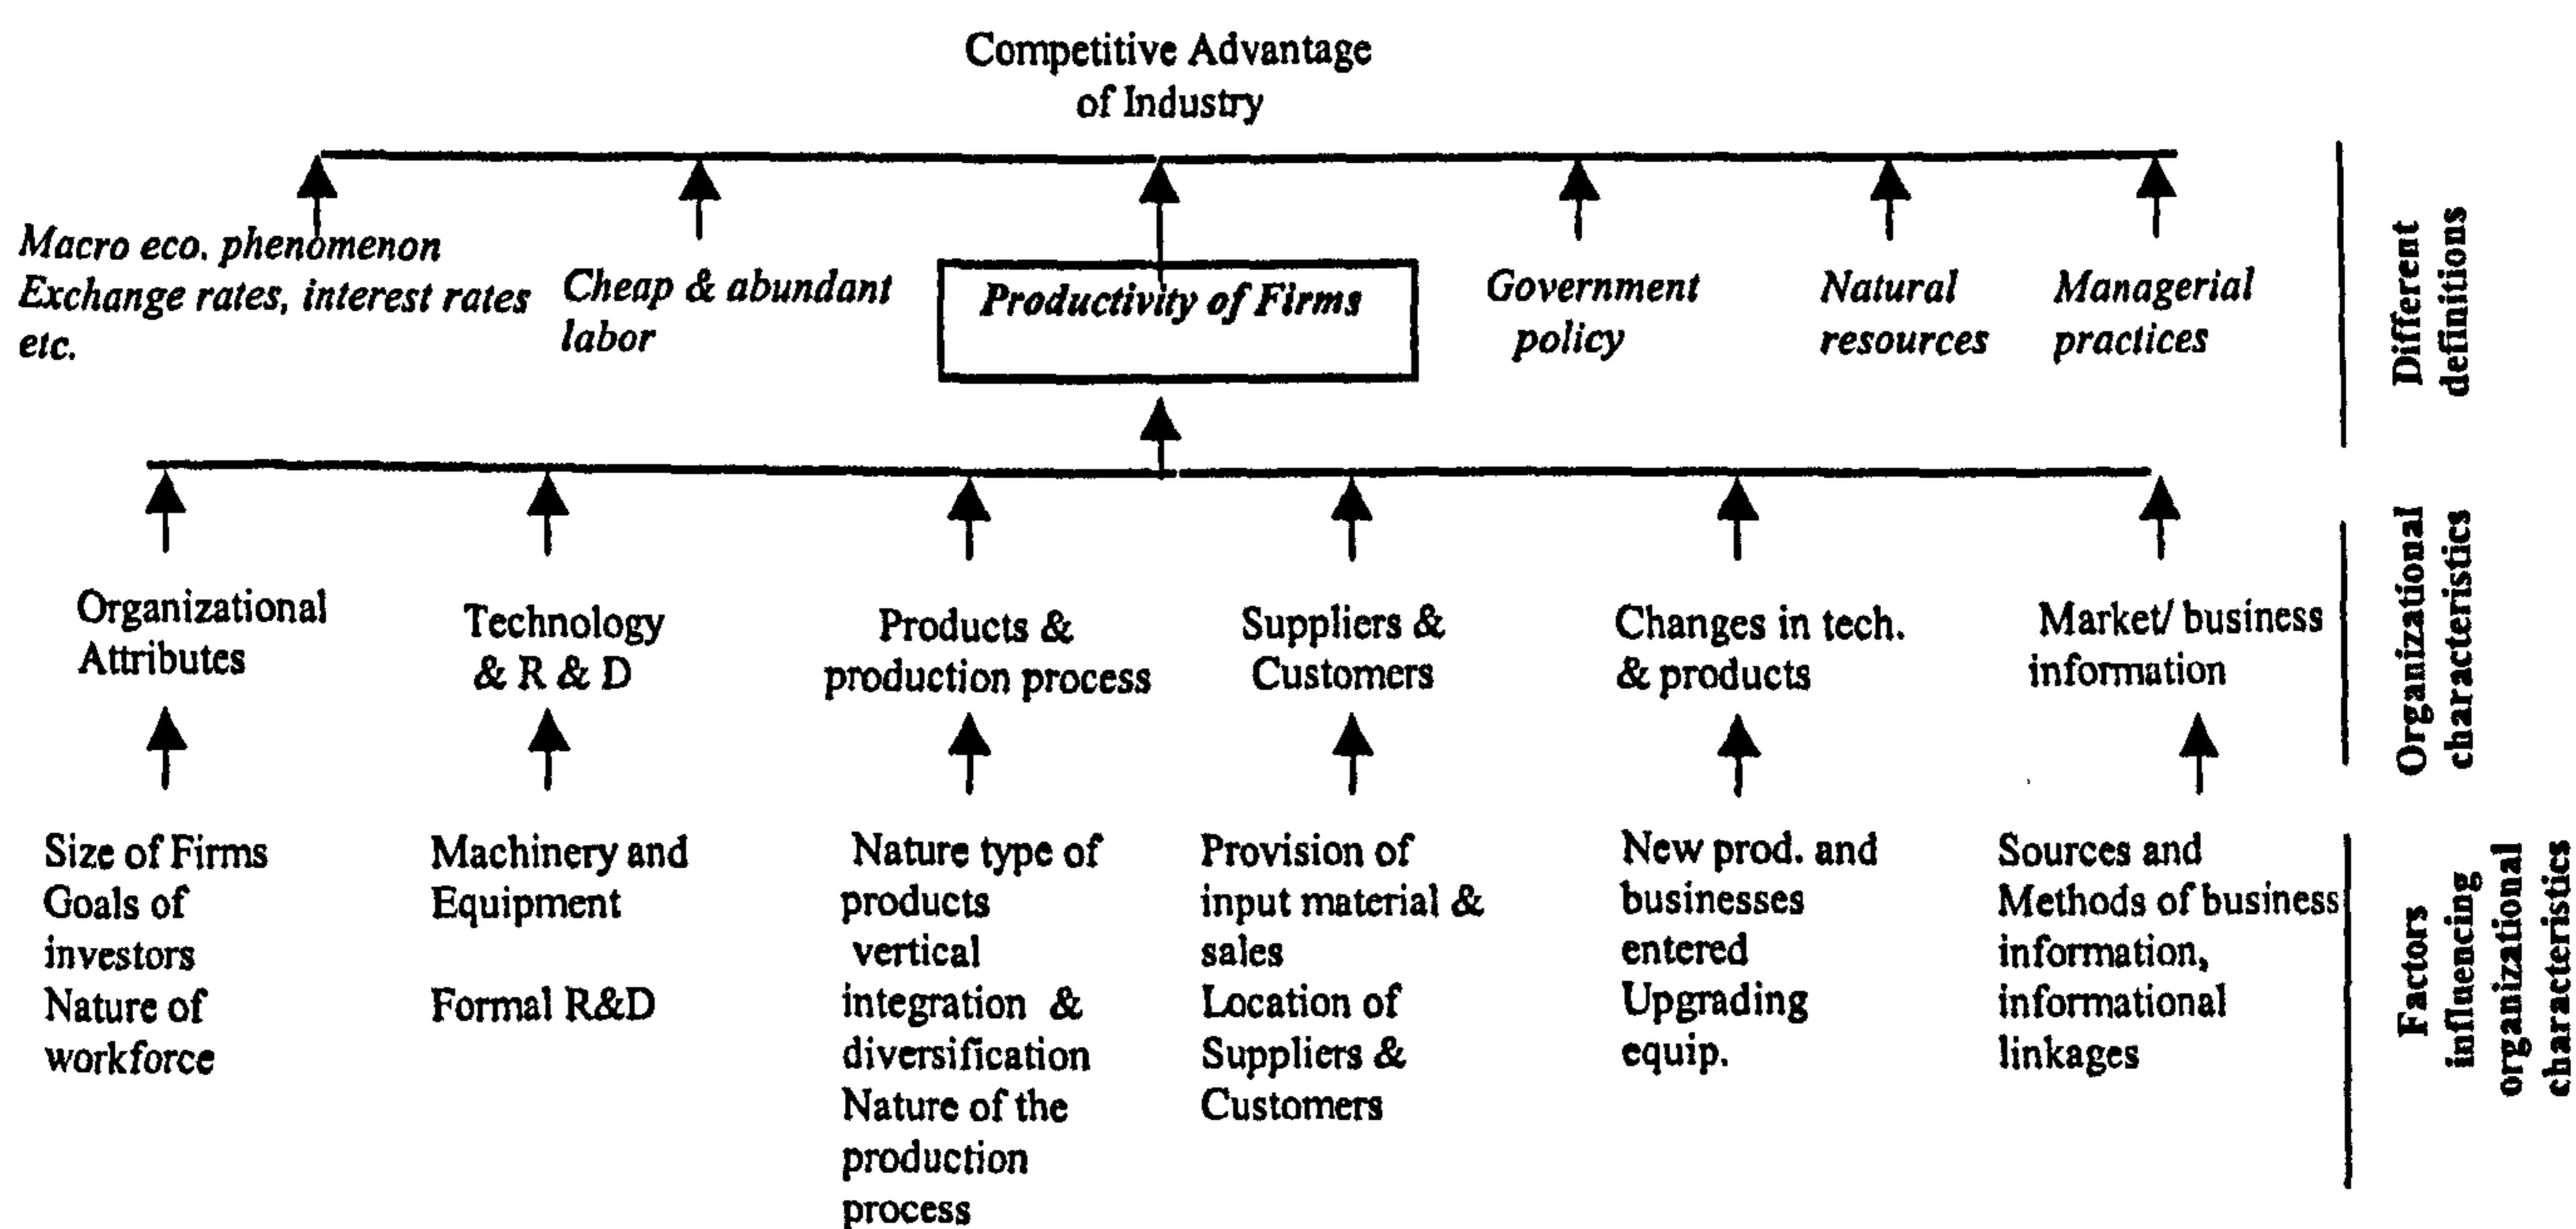 Competitive Advantage
of Industry
Macro eco. phenomenon
Exchange rates, interest rates
etc.
Cheap & abundant
labor
Productivity of Firms
Government
policy
Natural
resources
Managerial
practices
Different
definitions
Organizational
Attributes
Technology
& R & D
Products &
production process
Suppliers &
Customers
Changes in tech.
& products
Market/ business
information
Organizational
characteristics
Size of Firms
Goals of
investors
Nature of
workforce
Machinery and
Equipment
Formal R&D
Nature type of
products
vertical
integration &
diversification
Nature of the
production
process
Provision of
input material &
sales
Location of
Suppliers &
Customers
New prod. and
businesses
entered
Upgrading
equip.
Sources and
Methods of business
information,
informational
linkages
Factors
influencing
organizational
characteristics